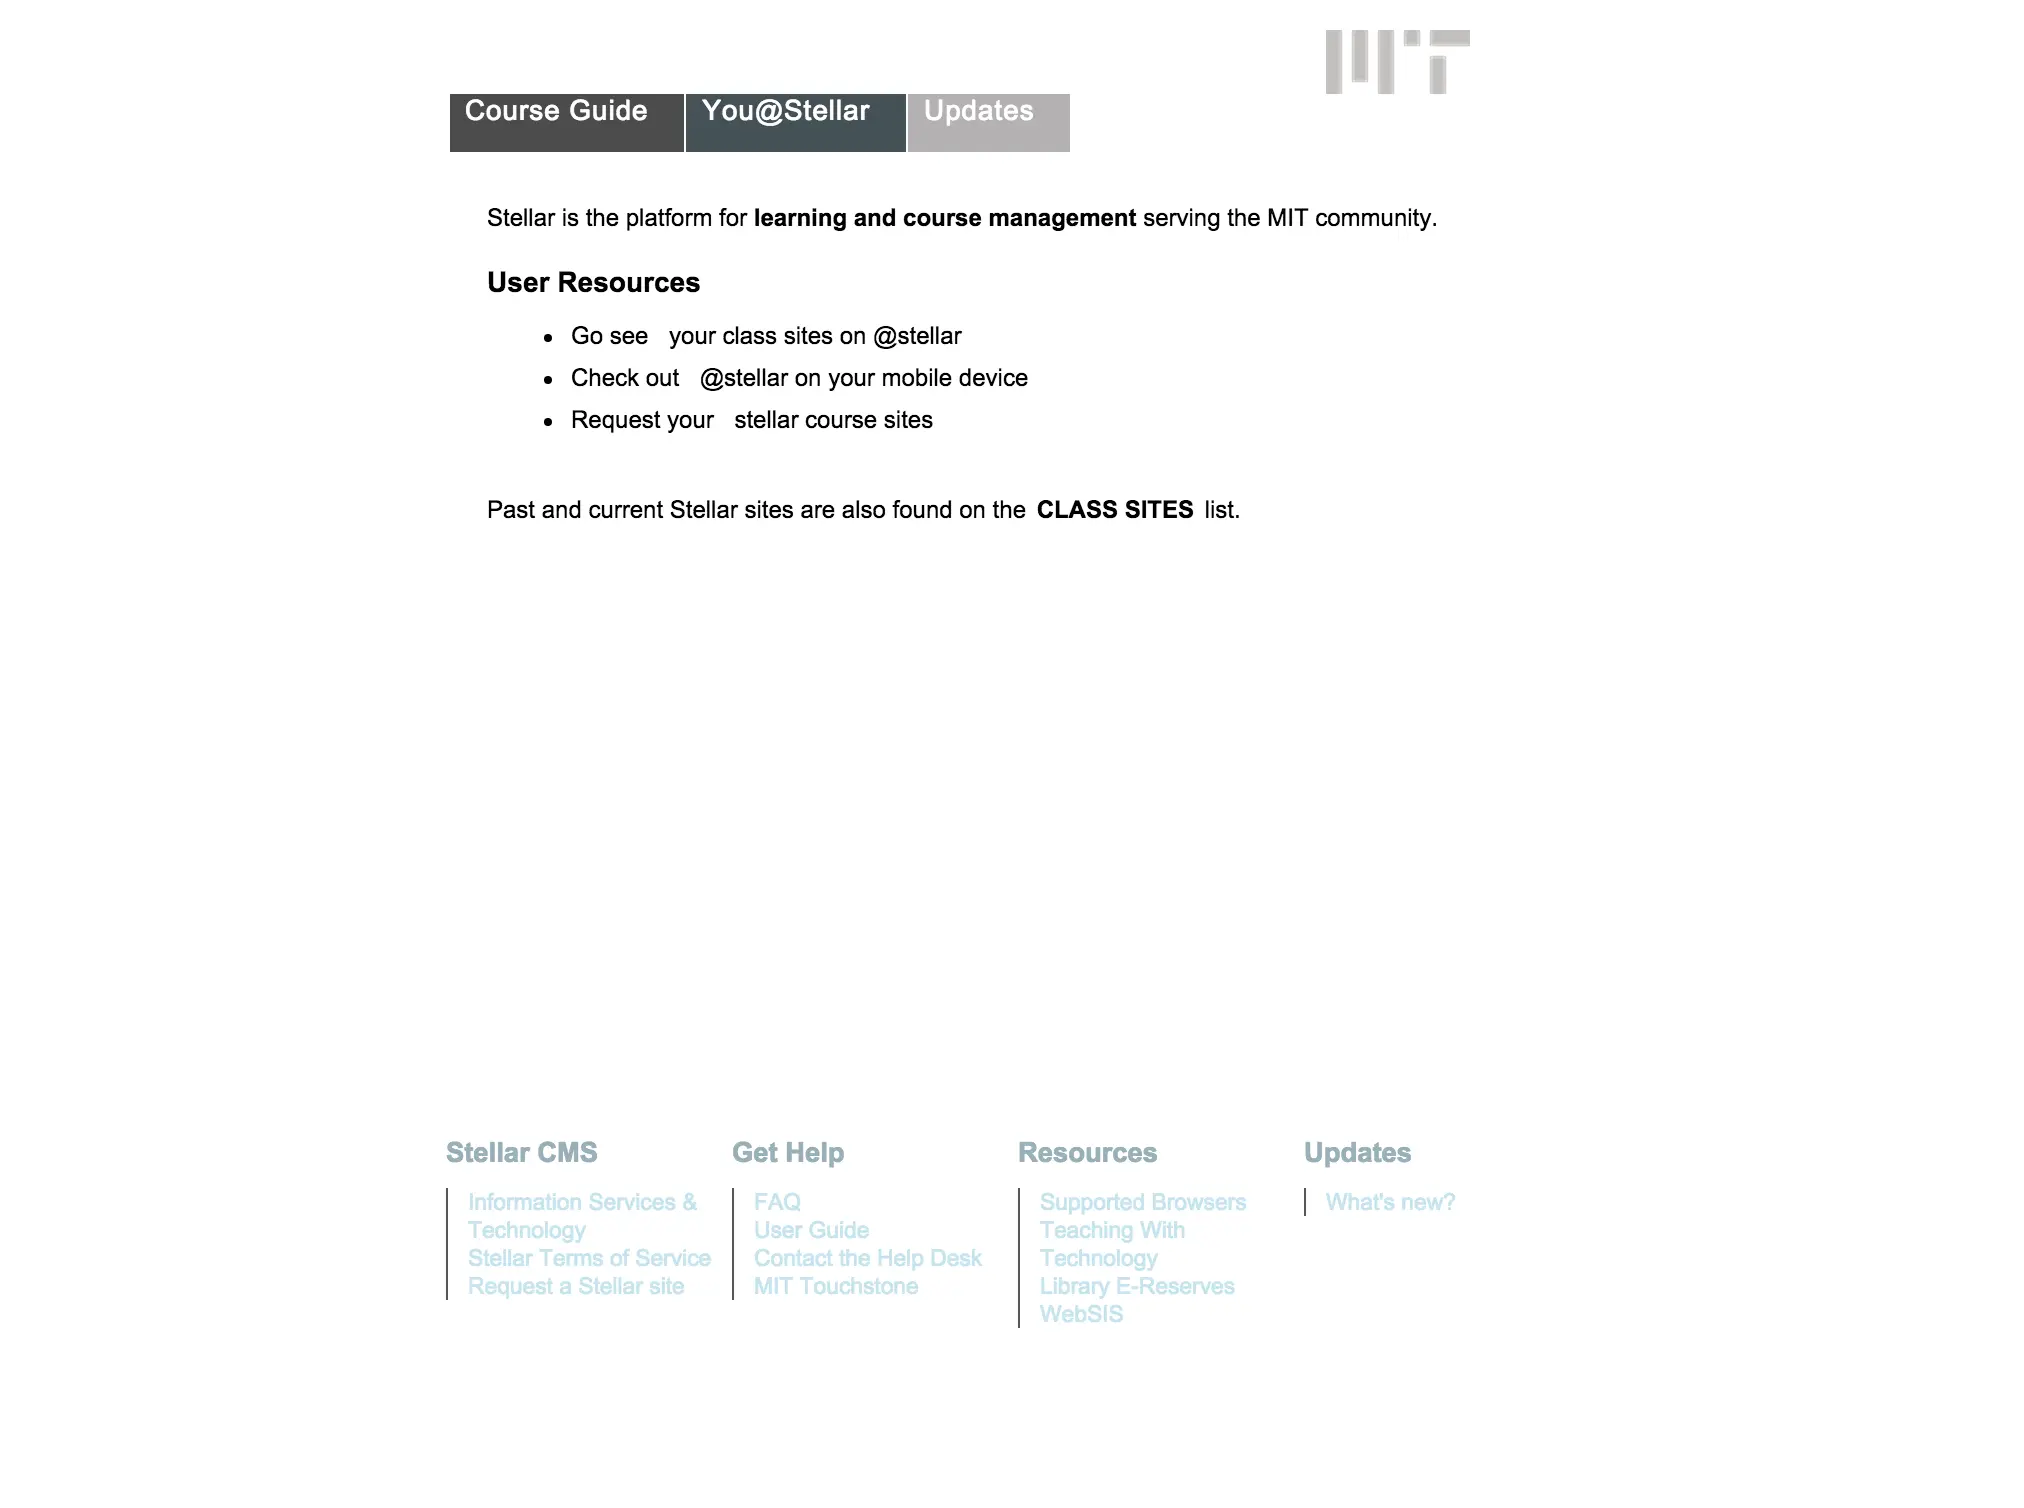 MIT
Course Guide You@Stellar Updates
Stellar is the platform for learning and course management serving the MIT community.
User Resources
• Go see your class sites on @stellar
• Check out @stellar on your mobile device
• Request your stellar course sites
Past and current Stellar sites are also found on the CLASS SITES list.
Stellar CMS
Information Services &
Technology
Stellar Terms of Service
Request a Stellar site
Get Help
FAQ
User Guide
Contact the Help Desk
MIT Touchstone
Resources
Supported Browsers
Teaching With
Technology
Library E-Reserves
WebSIS
Updates
What's new?